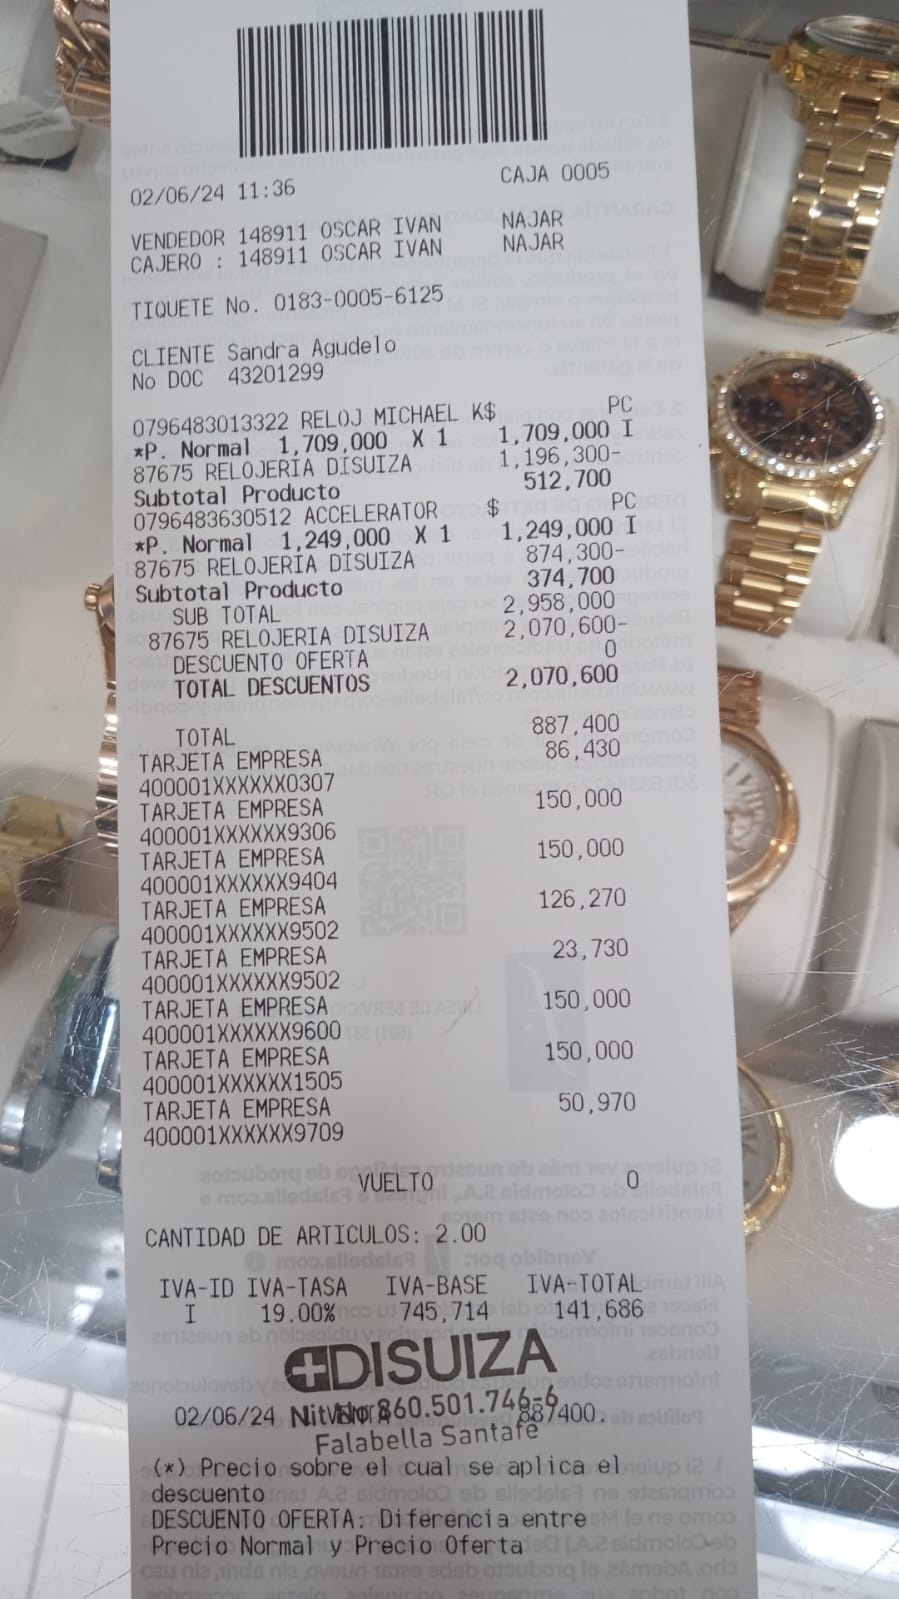 02/06/24 11:36 CAJA 0005
VENDEDOR 148911 OSCAR IVAN NAJAR
CAJERO : 148911 OSCAR IVAN NAJAR
TIQUETE No. 0183-0005-6125
CLIENTE Sandra Agudelo
No DOC 43201299
0796483013322 RELOJ MICHAEL K$ PC
*P. Normal 1,709,000 X 1 1,709,000 I
87675 RELOJERIA DISUIZA 1,196,300-
Subtotal Producto 512,700
0796483630512 ACCELERATOR $ PC
*P. Normal 1,249,000 X 1 1,249,000 I
87675 RELOJERIA DISUIZA 874,300-
Subtotal Producto 374,700
SUB TOTAL 2,958,000
87675 RELOJERIA DISUIZA 2,070,600-
DESCUENTO OFERTA 0
TOTAL DESCUENTOS 2,070,600
TOTAL 887,400
TARJETA EMPRESA 86,430
400001XXXXXX0307
TARJETA EMPRESA 150,000
400001XXXXXX9306
TARJETA EMPRESA 150,000
400001XXXXXX9404
TARJETA EMPRESA 126,270
400001XXXXXX9502
TARJETA EMPRESA 23,730
400001XXXXXX9502
TARJETA EMPRESA 150,000
400001XXXXXX9600
TARJETA EMPRESA 150,000
400001XXXXXX1505
TARJETA EMPRESA 50,970
400001XXXXXX9709
VUELTO 0
CANTIDAD DE ARTICULOS: 2.00
IVA-ID IVA-TASA IVA-BASE IVA-TOTAL
I 19.00% 745,714 141,686
DISUIZA
02/06/24 Nit 860.501.746-6 887400.
Falabella Santafé
(*) Precio sobre el cual se aplica el
descuento
DESCUENTO OFERTA: Diferencia entre
Precio Normal y Precio Oferta